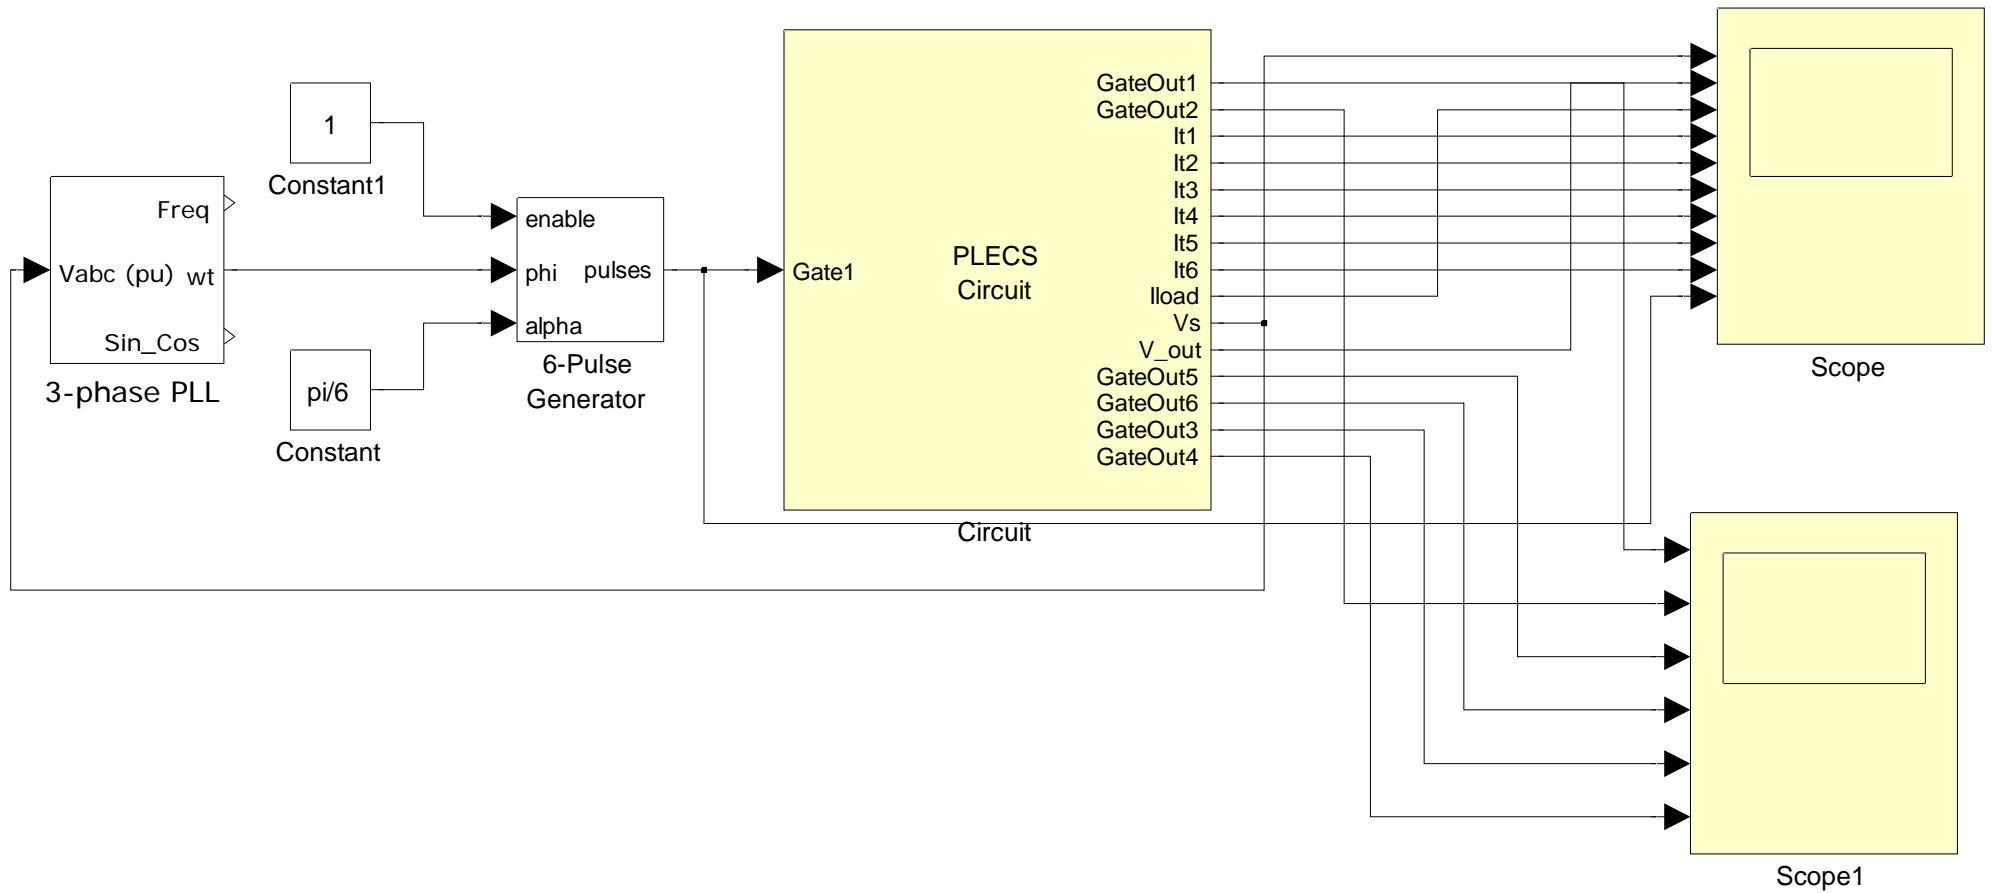 1
Constant1
Freq
Vabc (pu)
wt
Sin_Cos
3-phase PLL
pi/6
Constant
enable
phi
pulses
alpha
6-Pulse
Generator
Gate1
PLECS
Circuit
GateOut1
GateOut2
It1
It2
It3
It4
It5
It6
Iload
Vs
V_out
GateOut5
GateOut6
GateOut3
GateOut4
Circuit
Scope
Scope1